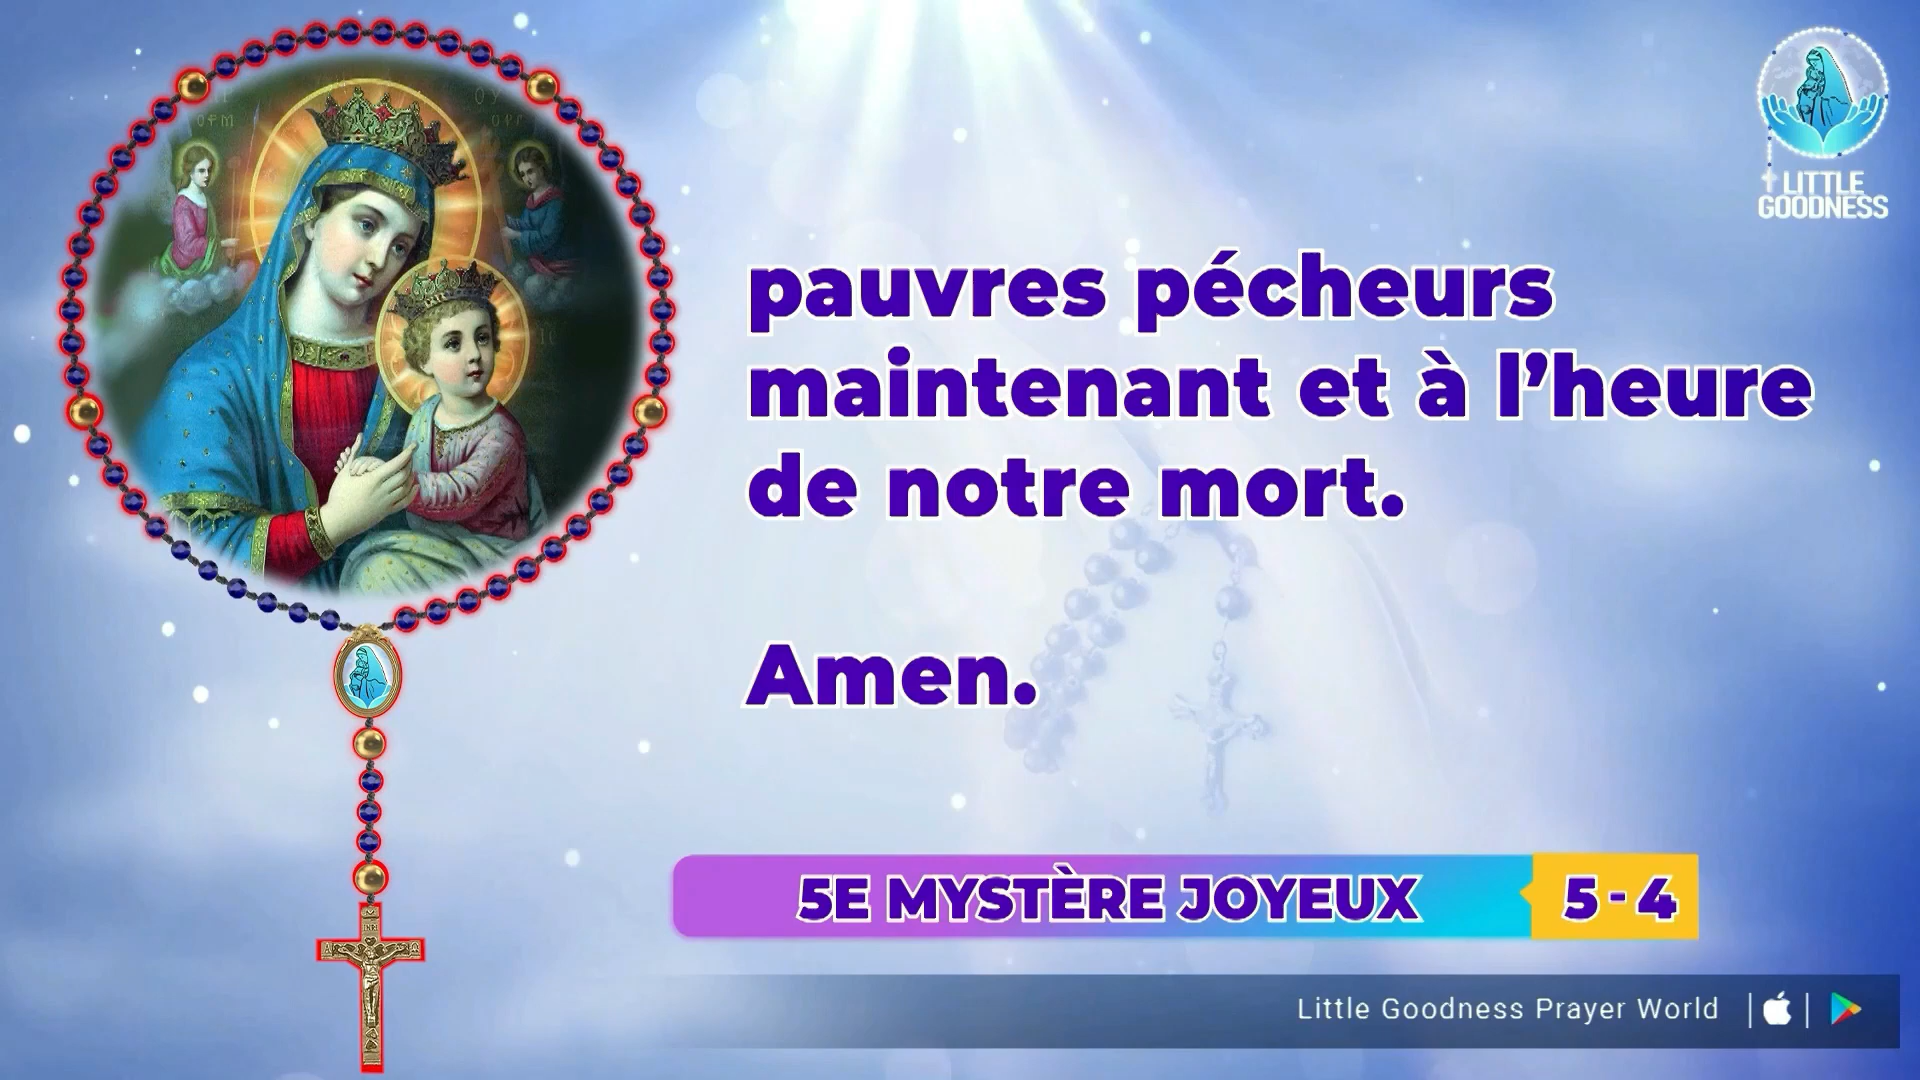 LITTLE
GOODNESS
pauvres pécheurs
maintenant et à l’heure
de notre mort.
Amen.
5E MYSTÈRE JOYEUX
5 - 4
Little Goodness Prayer World
INRI